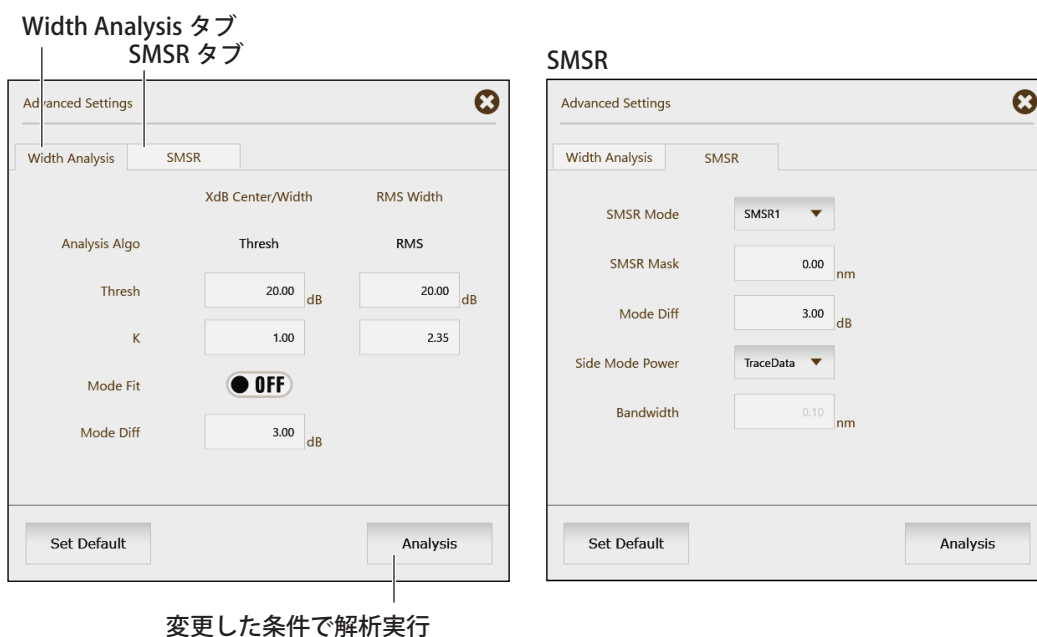 Width Analysis タブ
SMSR タブ
Advanced Settings
Width Analysis SMSR
XdB Center/Width RMS Width
Analysis Algo Thresh RMS
Thresh 20.00 dB 20.00 dB
K 1.00 2.35
Mode Fit OFF
Mode Diff 3.00 dB
Set Default Analysis
変更した条件で解析実行
SMSR
Advanced Settings
Width Analysis SMSR
SMSR Mode SMSR1
SMSR Mask 0.00 nm
Mode Diff 3.00 dB
Side Mode Power TraceData
Bandwidth 0.10 nm
Set Default Analysis